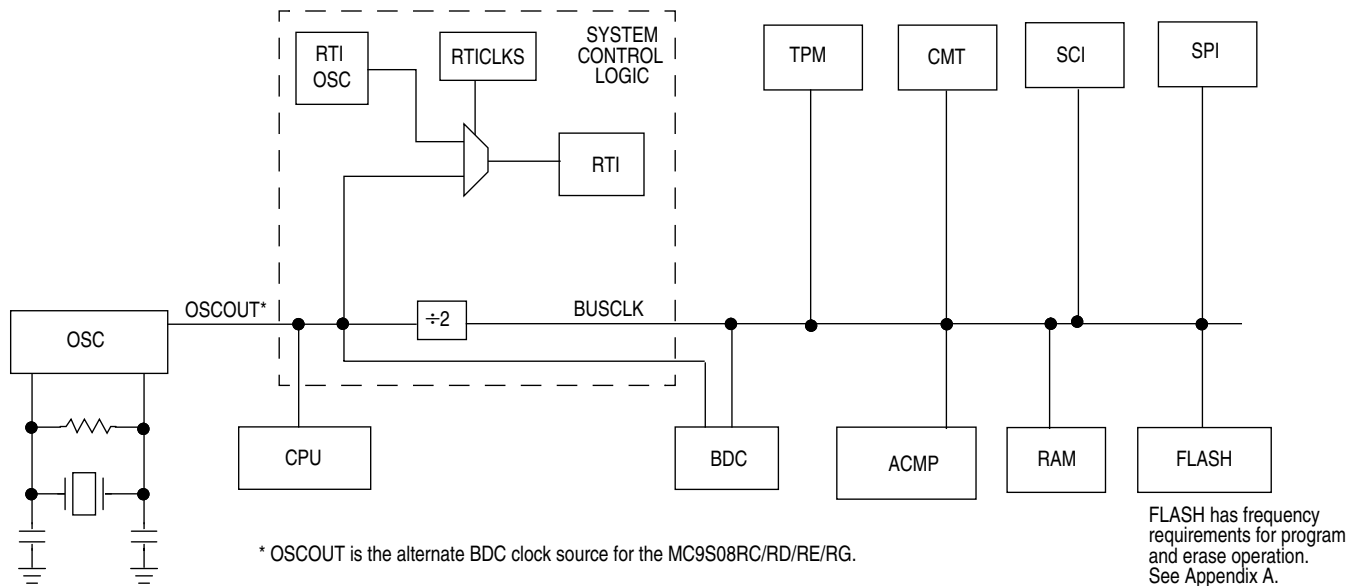 SYSTEM
CONTROL
LOGIC
RTI
OSC
RTICLKS
RTI
TPM
CMT
SCI
SPI
OSCOUT*
÷2
BUSCLK
OSC
CPU
BDC
ACMP
RAM
FLASH
FLASH has frequency
requirements for program
and erase operation.
See Appendix A.
* OSCOUT is the alternate BDC clock source for the MC9S08RC/RD/RE/RG.